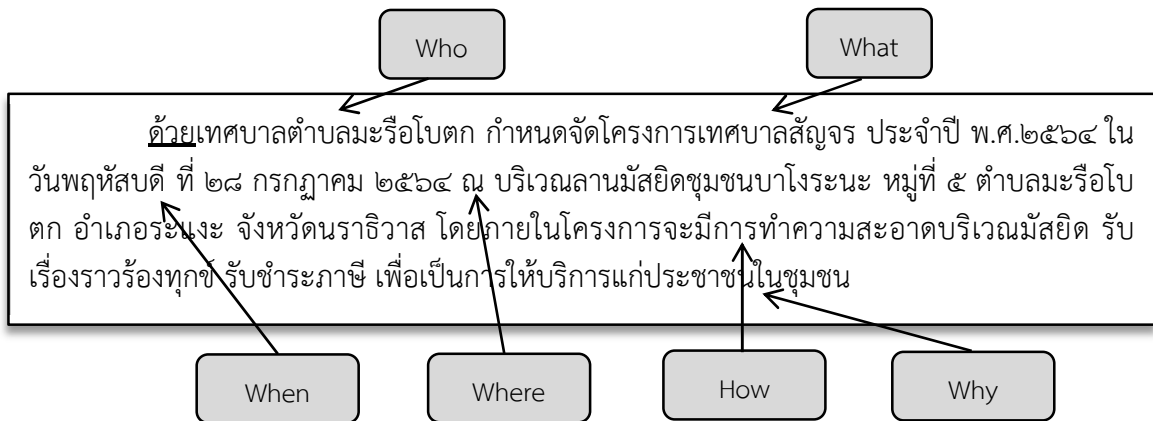 Who What
ด้วยเทศบาลตำบลมะรือโบตก กำหนดจัดโครงการเทศบาลสัญจร ประจำปี พ.ศ.๒๕๖๔ ใน
วันพฤหัสบดี ที่ ๒๘ กรกฎาคม ๒๕๖๔ ณ บริเวณลานมัสยิดชุมชนบาโงระนะ หมู่ที่ ๕ ตำบลมะรือโบ
ตก อำเภอระแงะ จังหวัดนราธิวาส โดยภายในโครงการจะมีการทำความสะอาดบริเวณมัสยิด รับ
เรื่องราวร้องทุกข์ รับชำระภาษี เพื่อเป็นการให้บริการแก่ประชาชนในชุมชน
When Where How Why